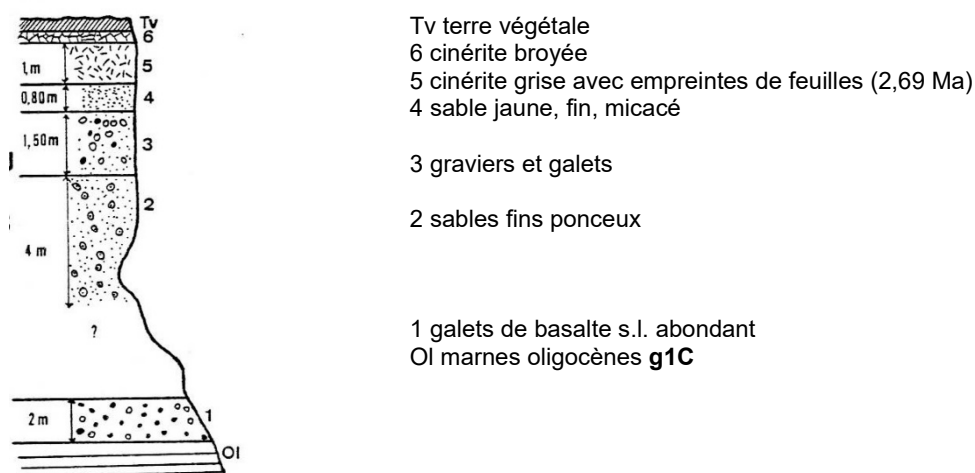 Tv
6
1,m
5
0,80m
4
1,50m
3
2
4 m
?
2m
1
Ol
Tv terre végétale
6 cinérite broyée
5 cinérite grise avec empreintes de feuilles (2,69 Ma)
4 sable jaune, fin, micacé
3 graviers et galets
2 sables fins ponceux
1 galets de basalte s.l. abondant
Ol marnes oligocènes g1C